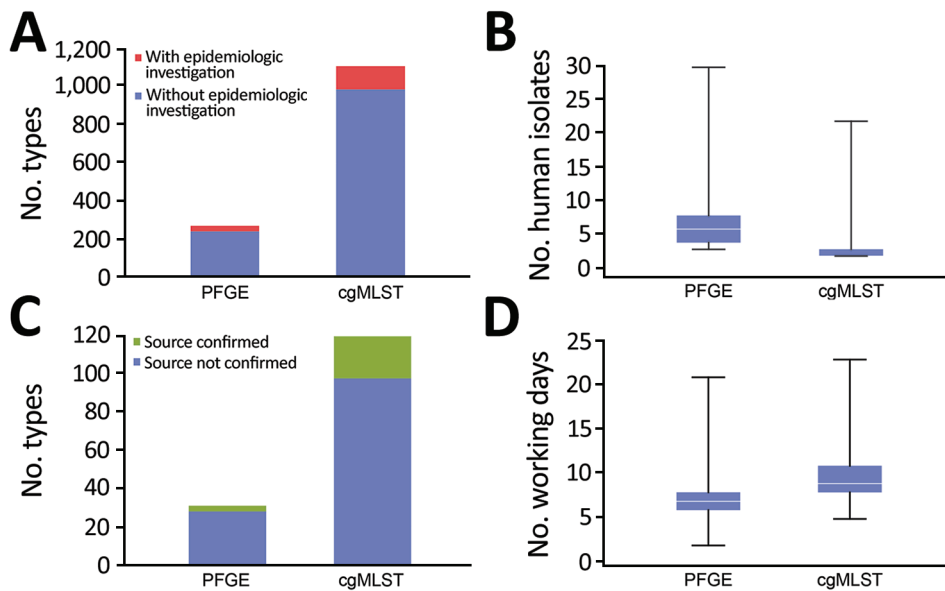 A
No. types
1,200
1,000
800
600
400
200
0
With epidemiologic
investigation
Without epidemiologic
investigation
PFGE
cgMLST
B
No. human isolates
30
25
20
15
10
5
0
PFGE
cgMLST
C
No. types
120
100
80
60
40
20
0
Source confirmed
Source not confirmed
PFGE
cgMLST
D
No. working days
25
20
15
10
5
0
PFGE
cgMLST